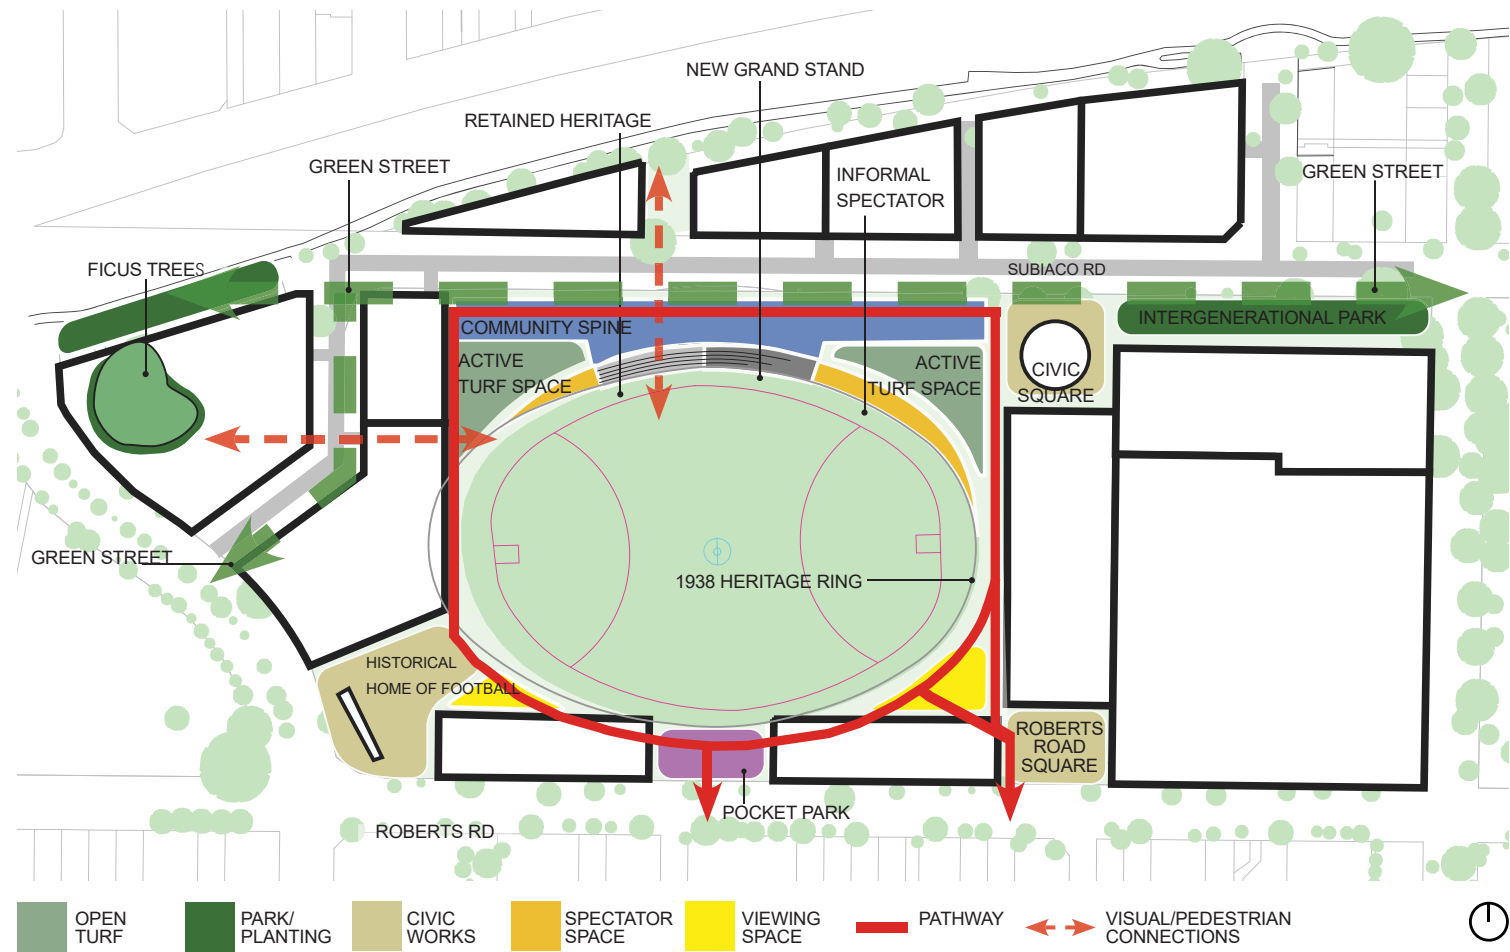 NEW GRAND STAND
RETAINED HERITAGE
GREEN STREET
INFORMAL
SPECTATOR
GREEN STREET
FICUS TREES
SUBIACO RD
COMMUNITY SPINE
INTERGENERATIONAL PARK
ACTIVE
TURF SPACE
ACTIVE
TURF SPACE
CIVIC
SQUARE
GREEN STREET
1938 HERITAGE RING
HISTORICAL
HOME OF FOOTBALL
ROBERTS
ROAD
SQUARE
POCKET PARK
ROBERTS RD
OPEN
TURF
PARK/
PLANTING
CIVIC
WORKS
SPECTATOR
SPACE
VIEWING
SPACE
PATHWAY
VISUAL/PEDESTRIAN
CONNECTIONS